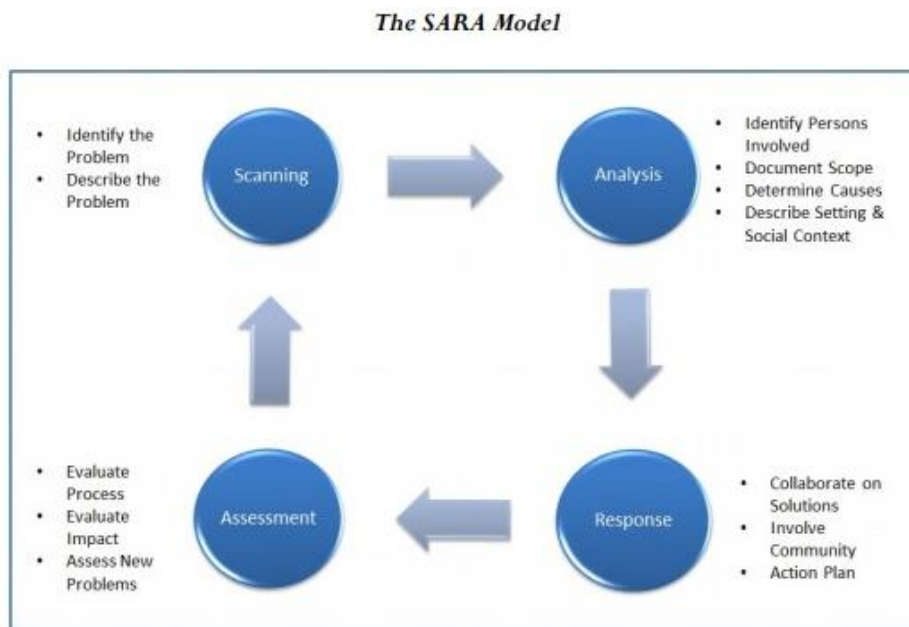 The SARA Model
• Identify the
Problem
• Describe the
Problem
Scanning
Analysis
• Identify Persons
Involved
• Document Scope
• Determine Causes
• Describe Setting &
Social Context
• Evaluate
Process
• Evaluate
Impact
• Assess New
Problems
Assessment
Response
• Collaborate on
Solutions
• Involve
Community
• Action Plan